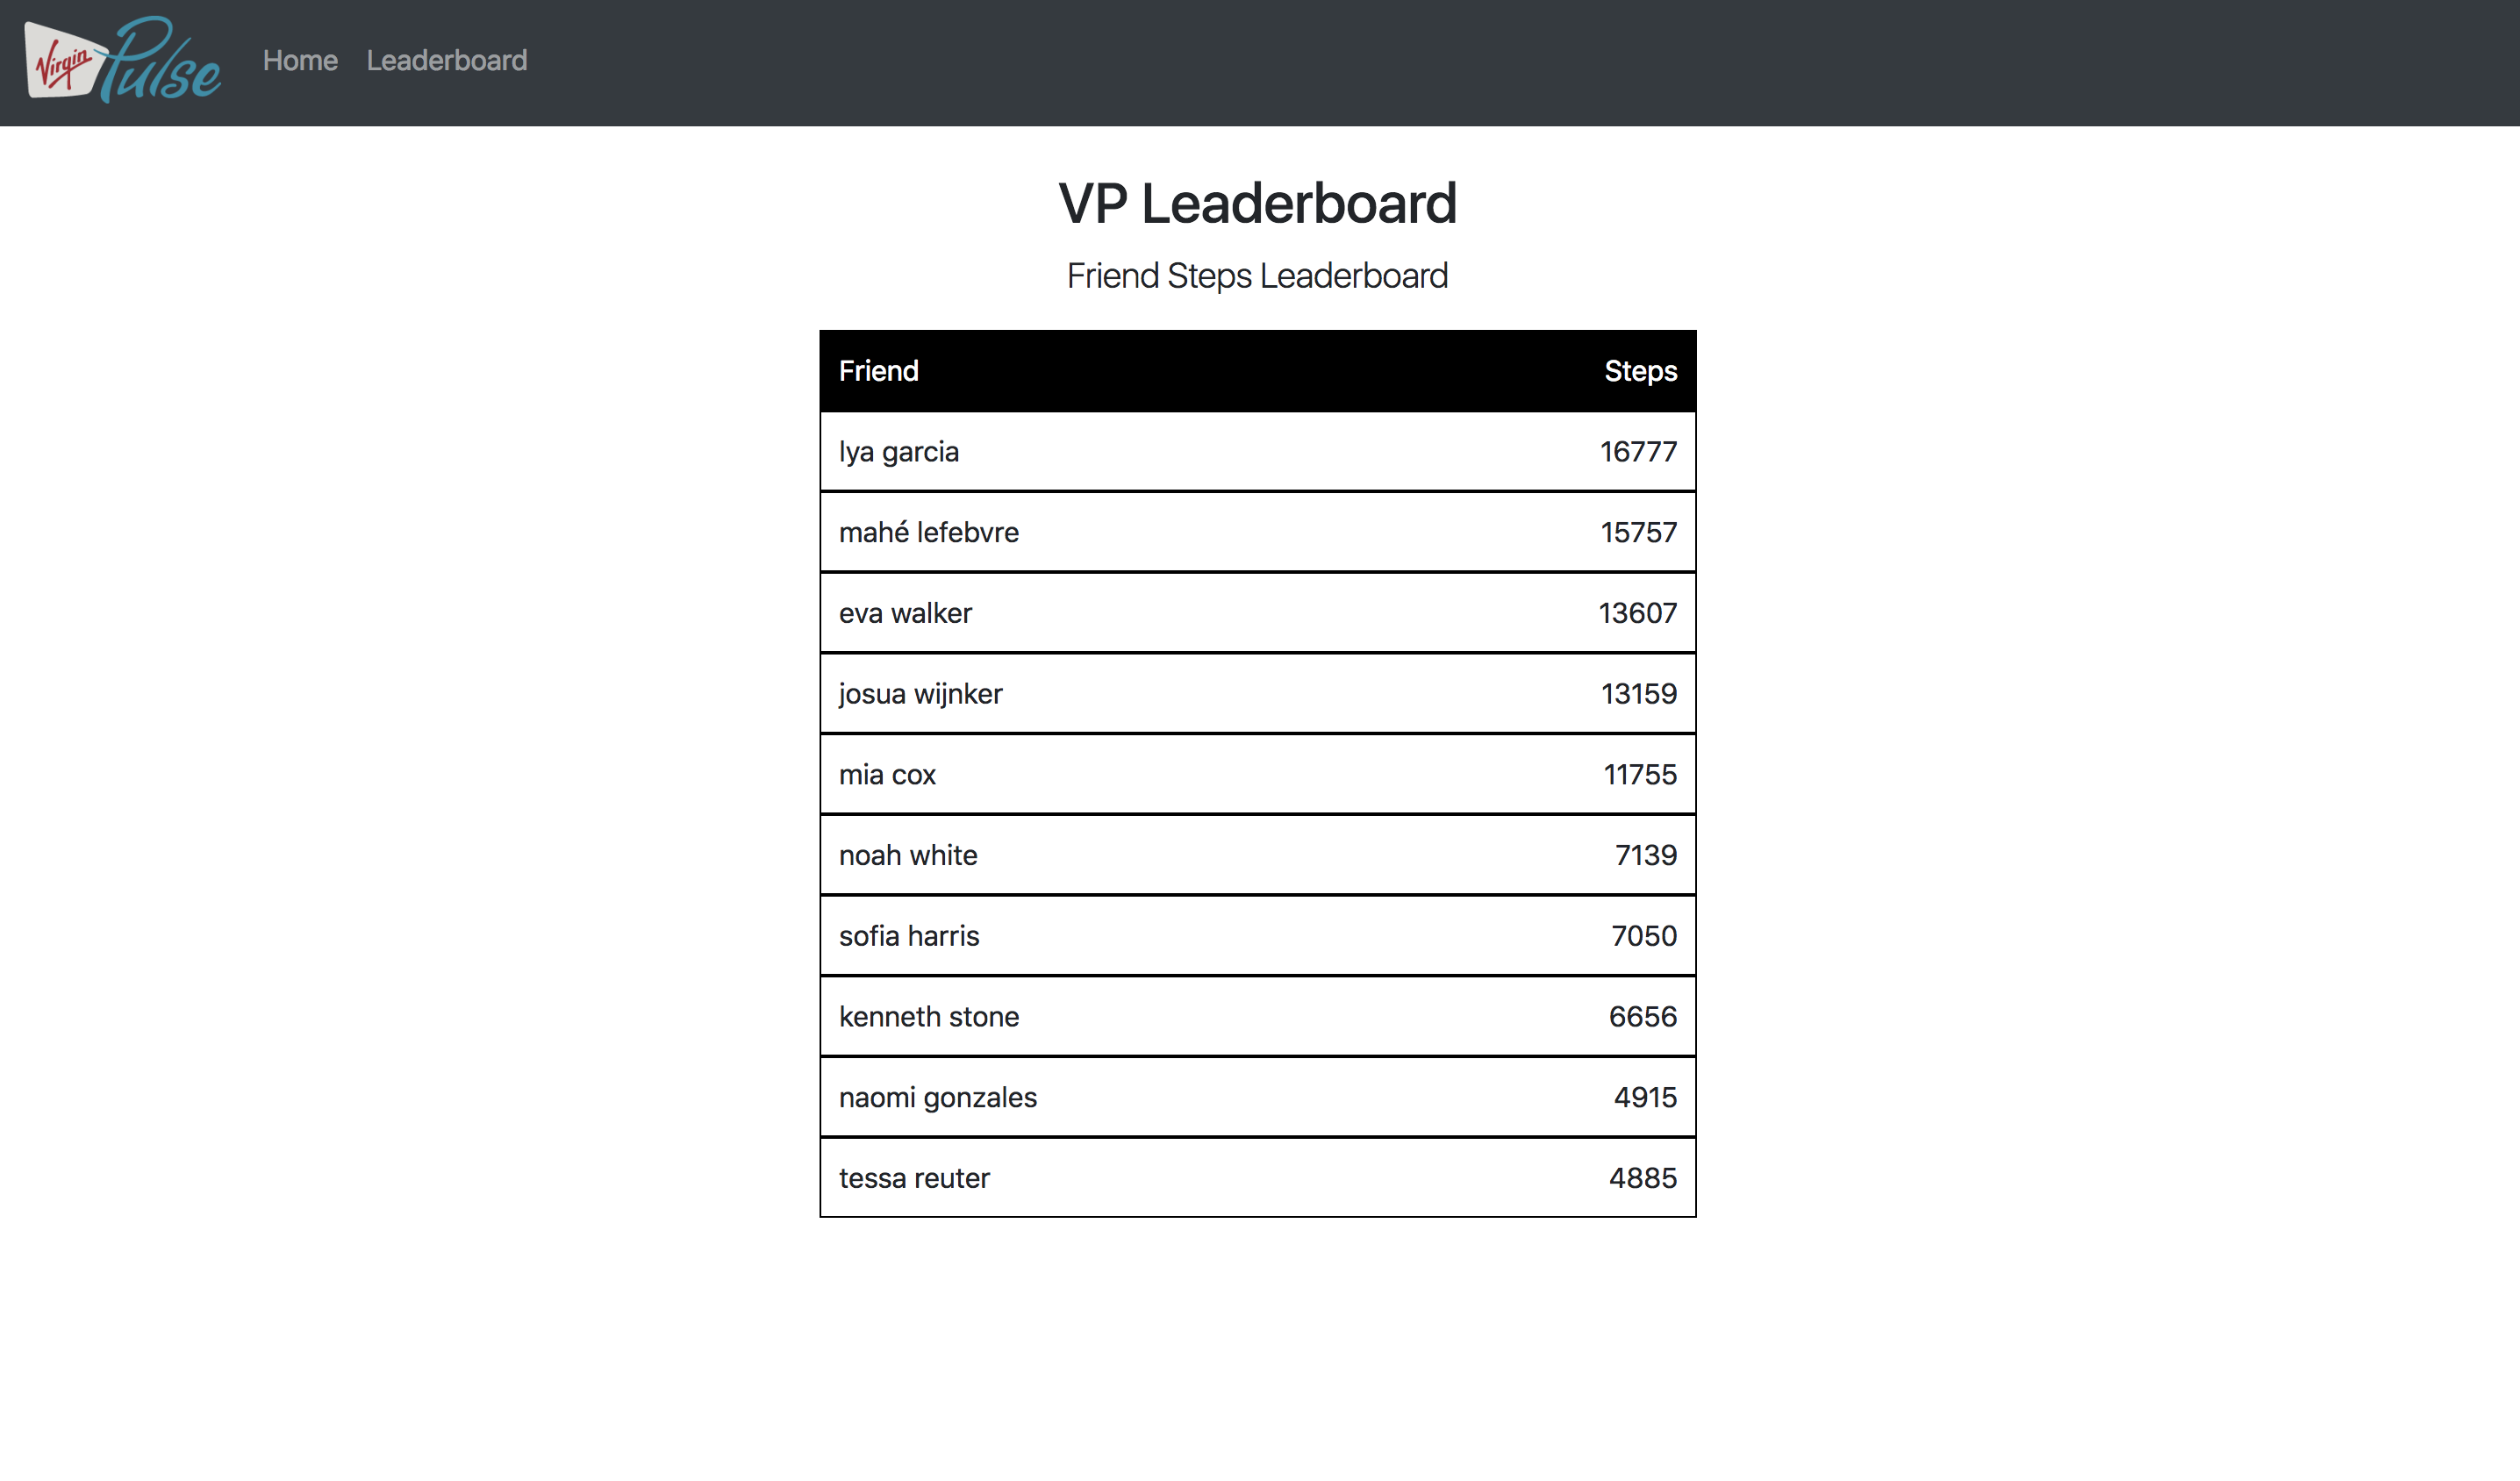 Virgin Pulse Home Leaderboard
VP Leaderboard
Friend Steps Leaderboard
Friend Steps
lya garcia 16777
mahé lefebvre 15757
eva walker 13607
josua wijnker 13159
mia cox 11755
noah white 7139
sofia harris 7050
kenneth stone 6656
naomi gonzales 4915
tessa reuter 4885